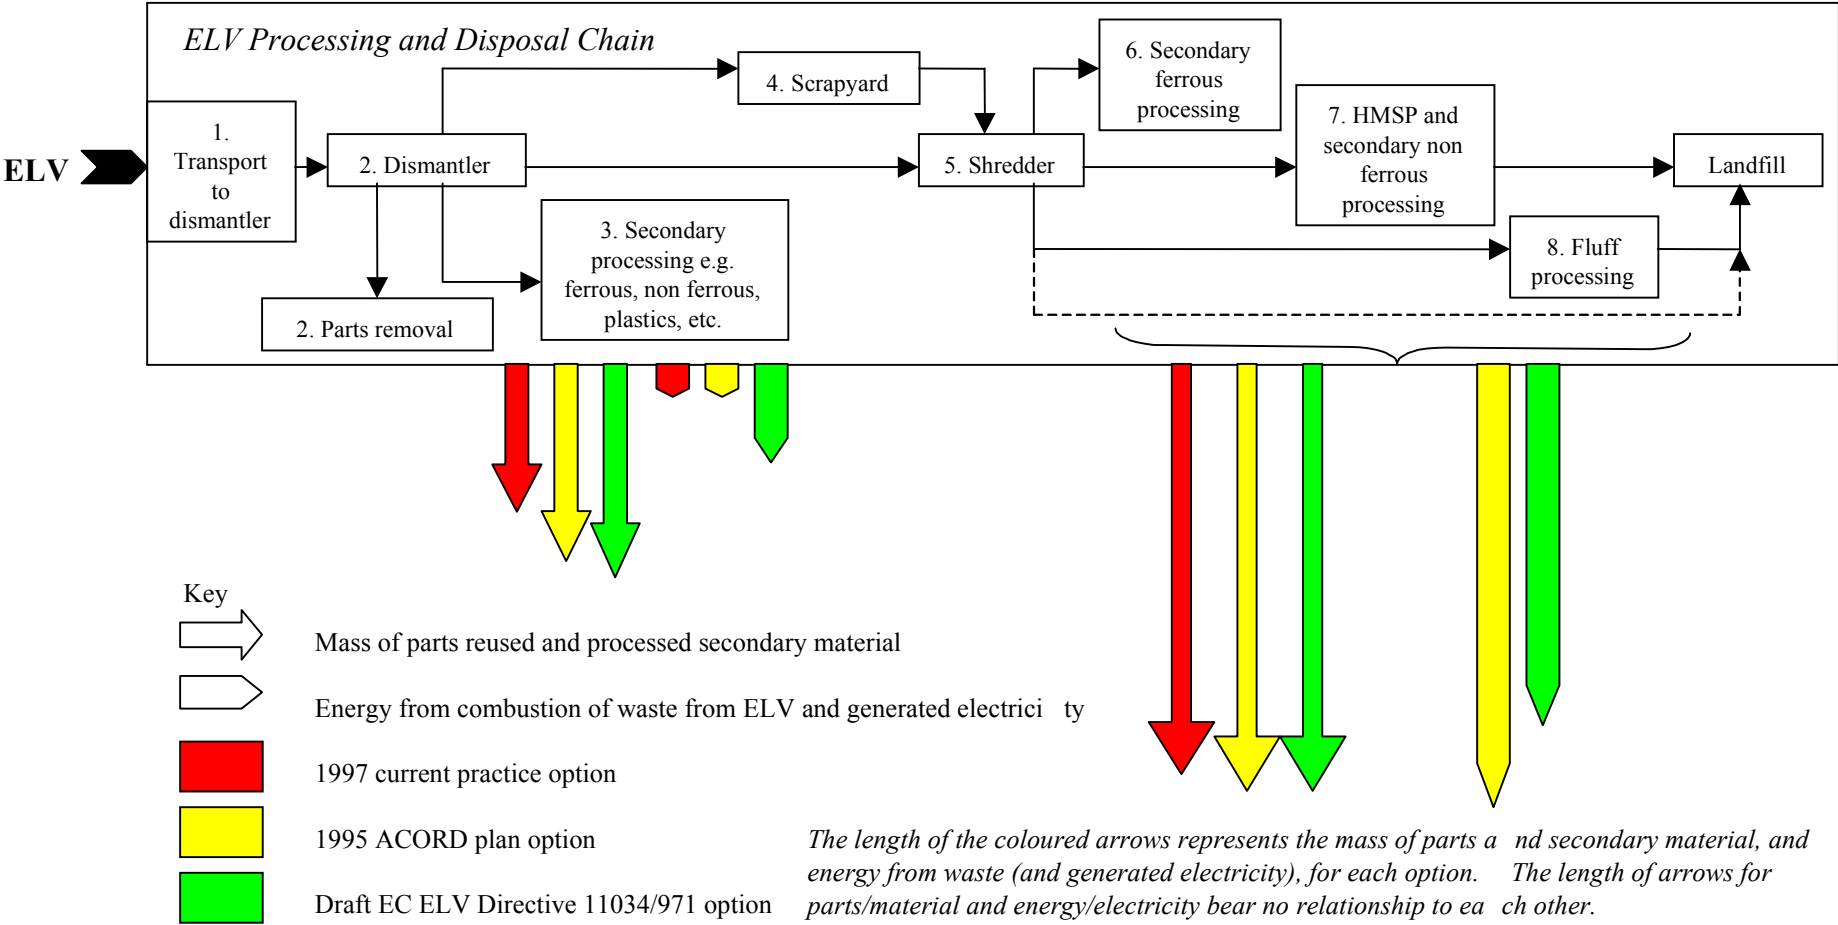 ELV Processing and Disposal Chain
ELV
1.
Transport
to
dismantler
2. Dismantler
2. Parts removal
3. Secondary
processing e.g.
ferrous, non ferrous,
plastics, etc.
4. Scrapyard
5. Shredder
6. Secondary
ferrous
processing
7. HMSP and
secondary non
ferrous
processing
8. Fluff
processing
Landfill
Key
Mass of parts reused and processed secondary material
Energy from combustion of waste from ELV and generated electrici ty
1997 current practice option
1995 ACORD plan option
Draft EC ELV Directive 11034/971 option
The length of the coloured arrows represents the mass of parts a nd secondary material, and
energy from waste (and generated electricity), for each option. The length of arrows for
parts/material and energy/electricity bear no relationship to ea ch other.